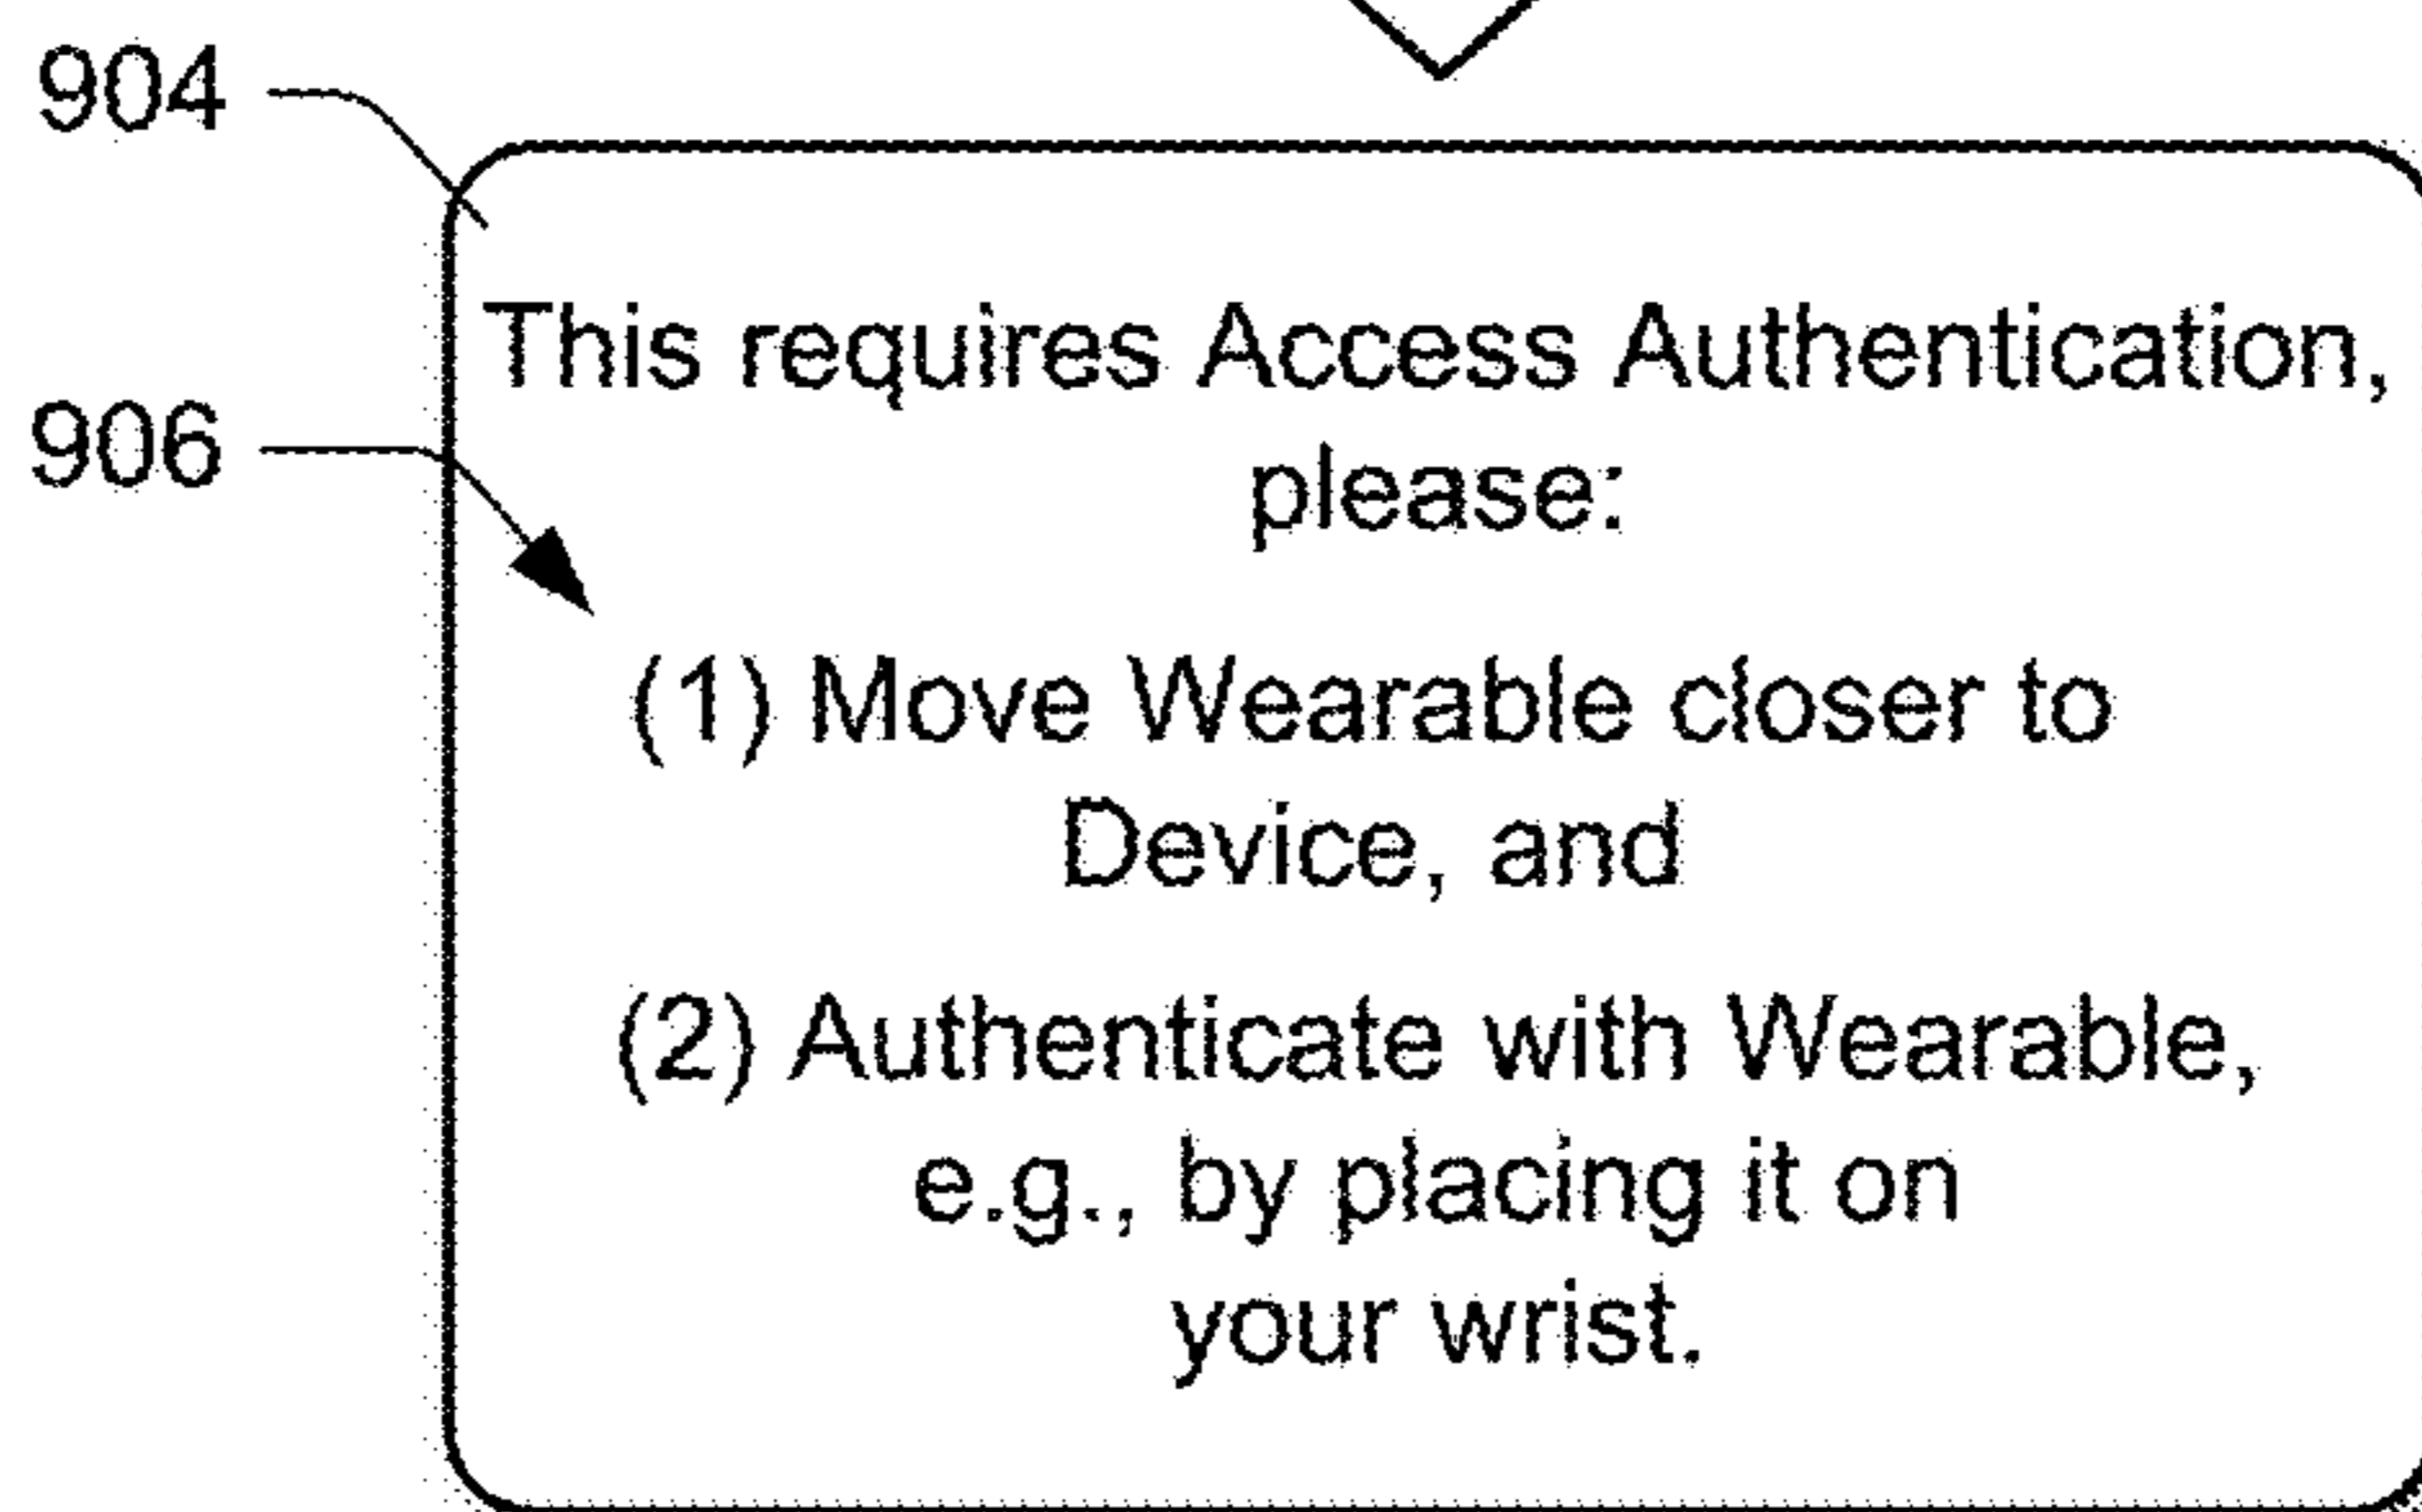 904
This requires Access Authentication,
906
please:
(1) Move Wearable closer to
Device, and
(2) Authenticate with Wearable,
e.g., by placing it on
your wrist.